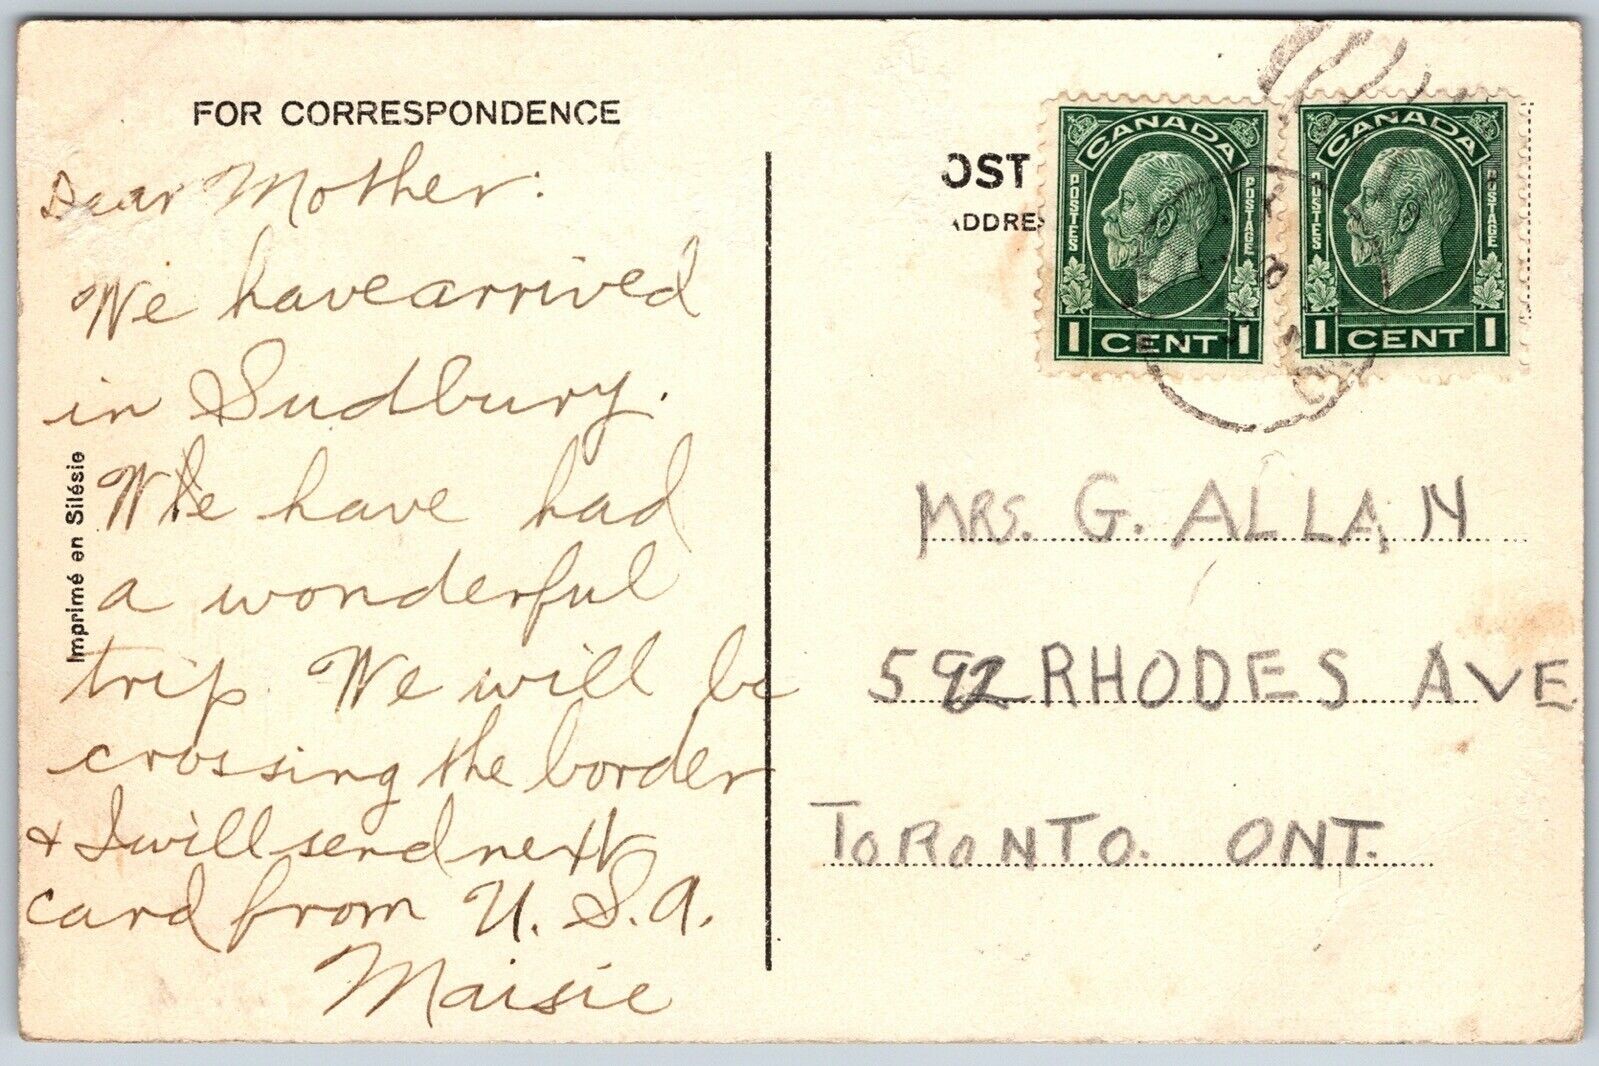 FOR CORRESPONDENCE
Dear Mother:
We have arrived
in Sudbury.
We have had
a wonderful
trip. We will be
crossing the border
& I will send next
card from U.S.A.
Maisie
Imprimé en Silésie
OST
ADDRE
CANADA
POSTES
POSTAGE
1 CENT 1
CANADA
POSTES
POSTAGE
1 CENT 1
MRS. G. ALLAN
592 RHODES AVE.
TORONTO. ONT.